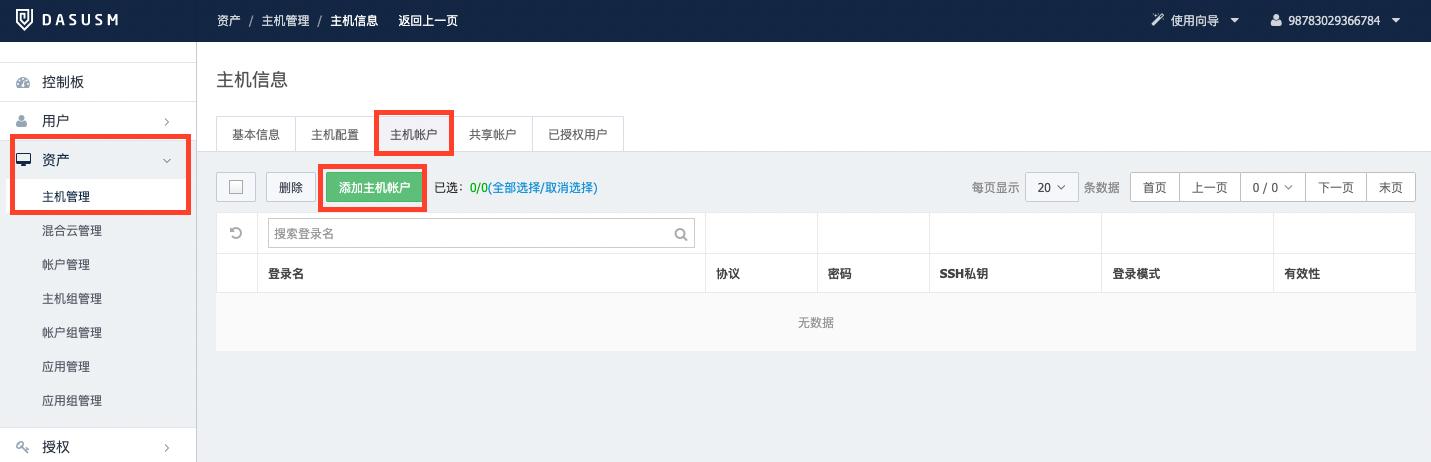 DASUSM 资产 / 主机管理 / 主机信息 返回上一页 使用向导 98783029366784
控制板
用户
资产
主机管理
混合云管理
帐户管理
主机组管理
帐户组管理
应用管理
应用组管理
授权
主机信息
基本信息 主机配置 主机帐户 共享帐户 已授权用户
删除 添加主机帐户 已选：0/0(全部选择/取消选择) 每页显示 20 条数据 首页 上一页 0 / 0 下一页 末页
搜索登录名
登录名 协议 密码 SSH私钥 登录模式 有效性
无数据